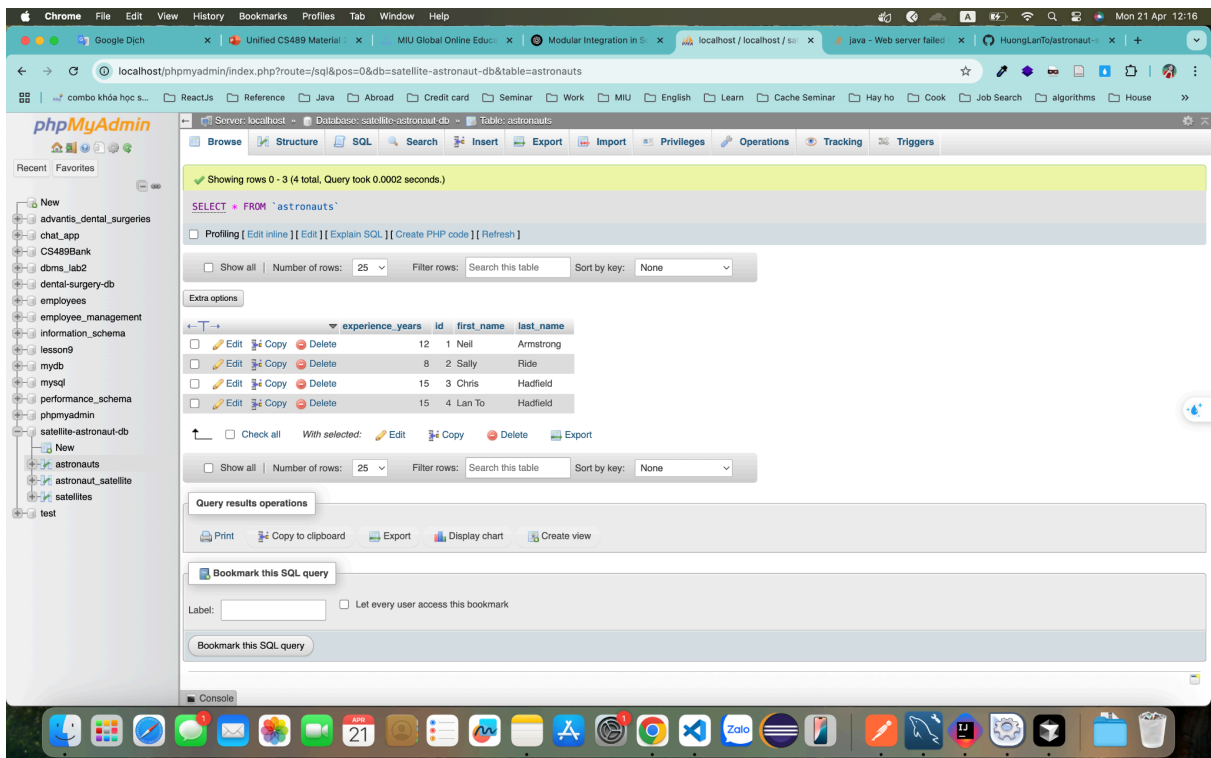 Chrome File Edit View History Bookmarks Profiles Tab Window Help
A Mon 21 Apr 12:16
Google Dịch
Unified CS489 Material
MIU Global Online Educa
Modular Integration in S
localhost / localhost / sa
java - Web server failed
HuongLanTo/astronaut-s
localhost/phpmyadmin/index.php?route=/sql&pos=0&db=satellite-astronaut-db&table=astronauts
combo khóa học s... ReactJs Reference Java Abroad Credit card Seminar Work MIU English Learn Cache Seminar Hay ho Cook Job Search algorithms House »
phpMyAdmin
Recent Favorites
New
advantis_dental_surgeries
chat_app
CS489Bank
dbms_lab2
dental-surgery-db
employees
employee_management
information_schema
lesson9
mydb
mysql
performance_schema
phpmyadmin
satellite-astronaut-db
New
astronauts
astronaut_satellite
satellites
test
Server: localhost » Database: satellite-astronaut-db » Table: astronauts
Browse Structure SQL Search Insert Export Import Privileges Operations Tracking Triggers
Showing rows 0 - 3 (4 total, Query took 0.0002 seconds.)
SELECT * FROM `astronauts`
Profiling [ Edit inline ] [ Edit ] [ Explain SQL ] [ Create PHP code ] [ Refresh ]
Show all | Number of rows: 25 Filter rows: Search this table Sort by key: None
Extra options
←T→ experience_years id first_name last_name
Edit Copy Delete 12 1 Neil Armstrong
Edit Copy Delete 8 2 Sally Ride
Edit Copy Delete 15 3 Chris Hadfield
Edit Copy Delete 15 4 Lan To Hadfield
Check all With selected: Edit Copy Delete Export
Show all | Number of rows: 25 Filter rows: Search this table Sort by key: None
Query results operations
Print Copy to clipboard Export Display chart Create view
Bookmark this SQL query
Label: Let every user access this bookmark
Bookmark this SQL query
Console
1 APR 21 1 Zalo IJ